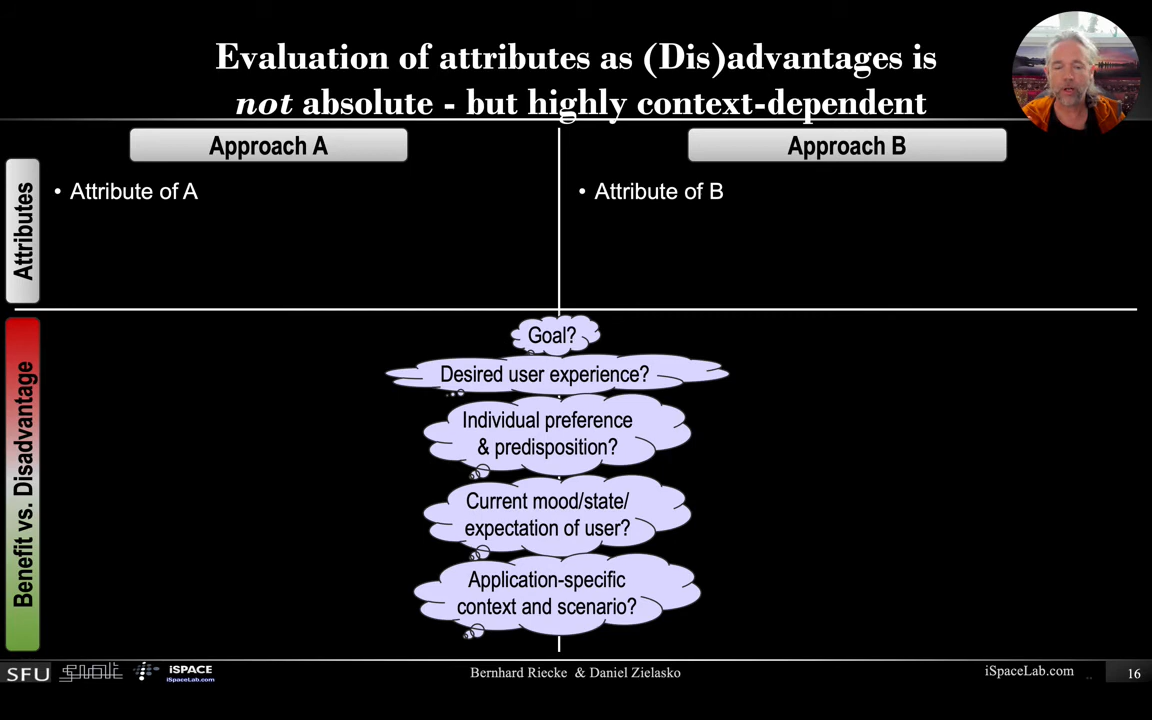 Evaluation of attributes as (Dis)advantages is
not absolute - but highly context-dependent
Approach A
Approach B
Attributes
• Attribute of A
• Attribute of B
Benefit vs. Disadvantage
Goal?
Desired user experience?
Individual preference
& predisposition?
Current mood/state/
expectation of user?
Application-specific
context and scenario?
SFU
iSPACE
iSpaceLab.com
Bernhard Riecke & Daniel Zielasko
iSpaceLab.com
16